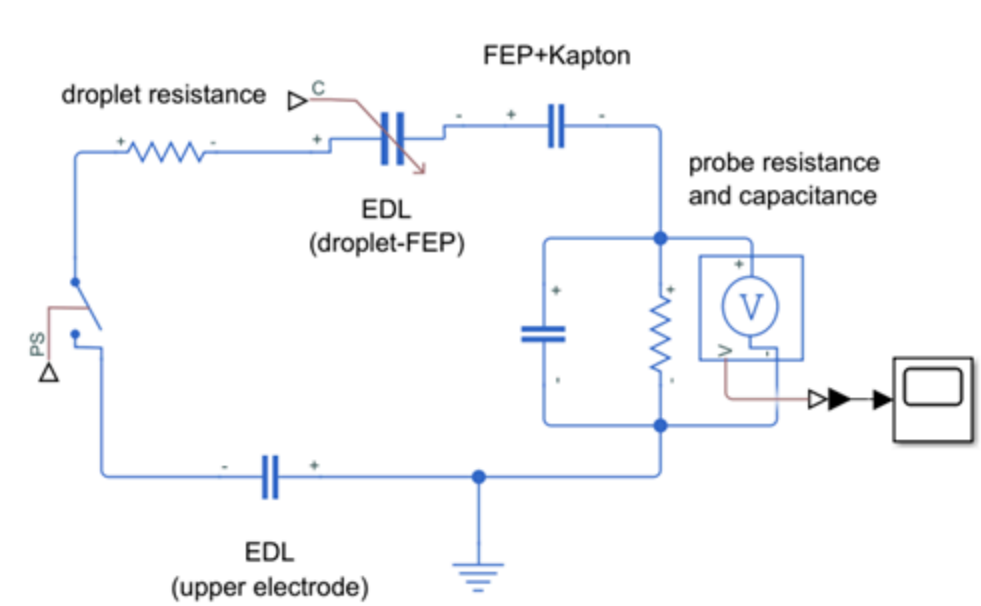 FEP+Kapton
droplet resistance
C
+
-
+
-
+
-
probe resistance
and capacitance
EDL
(droplet-FEP)
+
+
+
V
PS
V
-
-
-
-
+
EDL
(upper electrode)